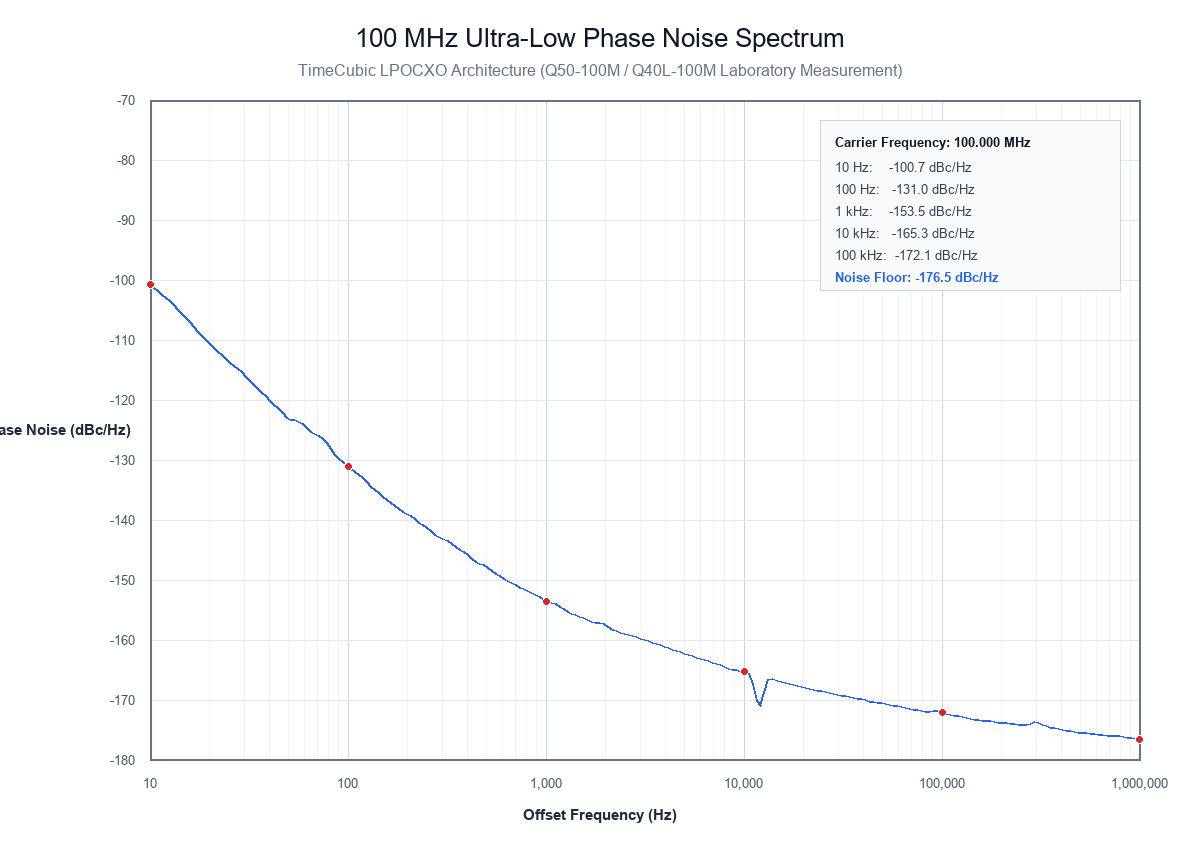 100 MHz Ultra-Low Phase Noise Spectrum
TimeCubic LPOCXO Architecture (Q50-100M / Q40L-100M Laboratory Measurement)
-70
-80
-90
-100
-110
-120
-130
-140
-150
-160
-170
-180
ase Noise (dBc/Hz)
Carrier Frequency: 100.000 MHz
10 Hz: -100.7 dBc/Hz
100 Hz: -131.0 dBc/Hz
1 kHz: -153.5 dBc/Hz
10 kHz: -165.3 dBc/Hz
100 kHz: -172.1 dBc/Hz
Noise Floor: -176.5 dBc/Hz
10 100 1,000 10,000 100,000 1,000,000
Offset Frequency (Hz)